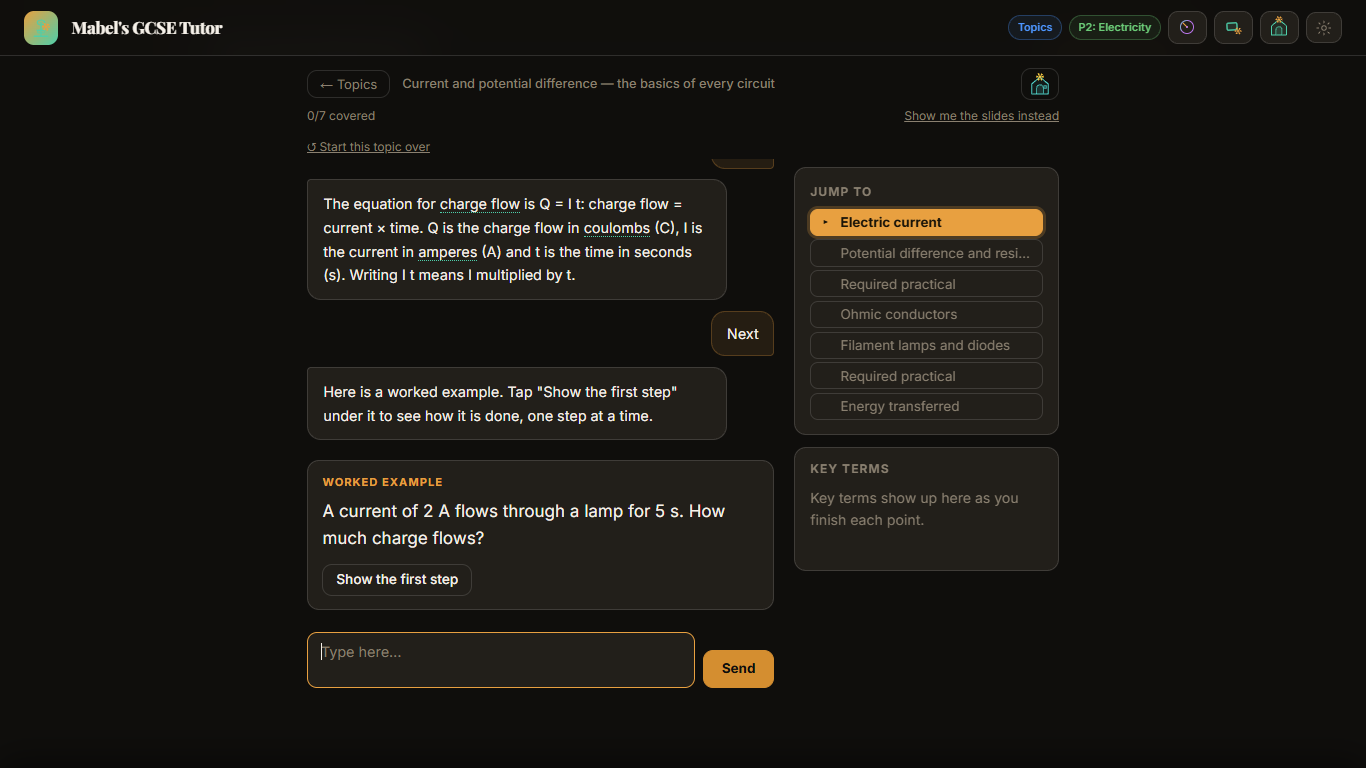 Mabel's GCSE Tutor
Topics
P2: Electricity
← Topics
Current and potential difference — the basics of every circuit
0/7 covered
Show me the slides instead
↺ Start this topic over
The equation for charge flow is Q = I t: charge flow =
current × time. Q is the charge flow in coulombs (C), I is
the current in amperes (A) and t is the time in seconds
(s). Writing I t means I multiplied by t.
Next
Here is a worked example. Tap "Show the first step"
under it to see how it is done, one step at a time.
WORKED EXAMPLE
A current of 2 A flows through a lamp for 5 s. How
much charge flows?
Show the first step
Type here...
Send
JUMP TO
Electric current
Potential difference and resi...
Required practical
Ohmic conductors
Filament lamps and diodes
Required practical
Energy transferred
KEY TERMS
Key terms show up here as you
finish each point.